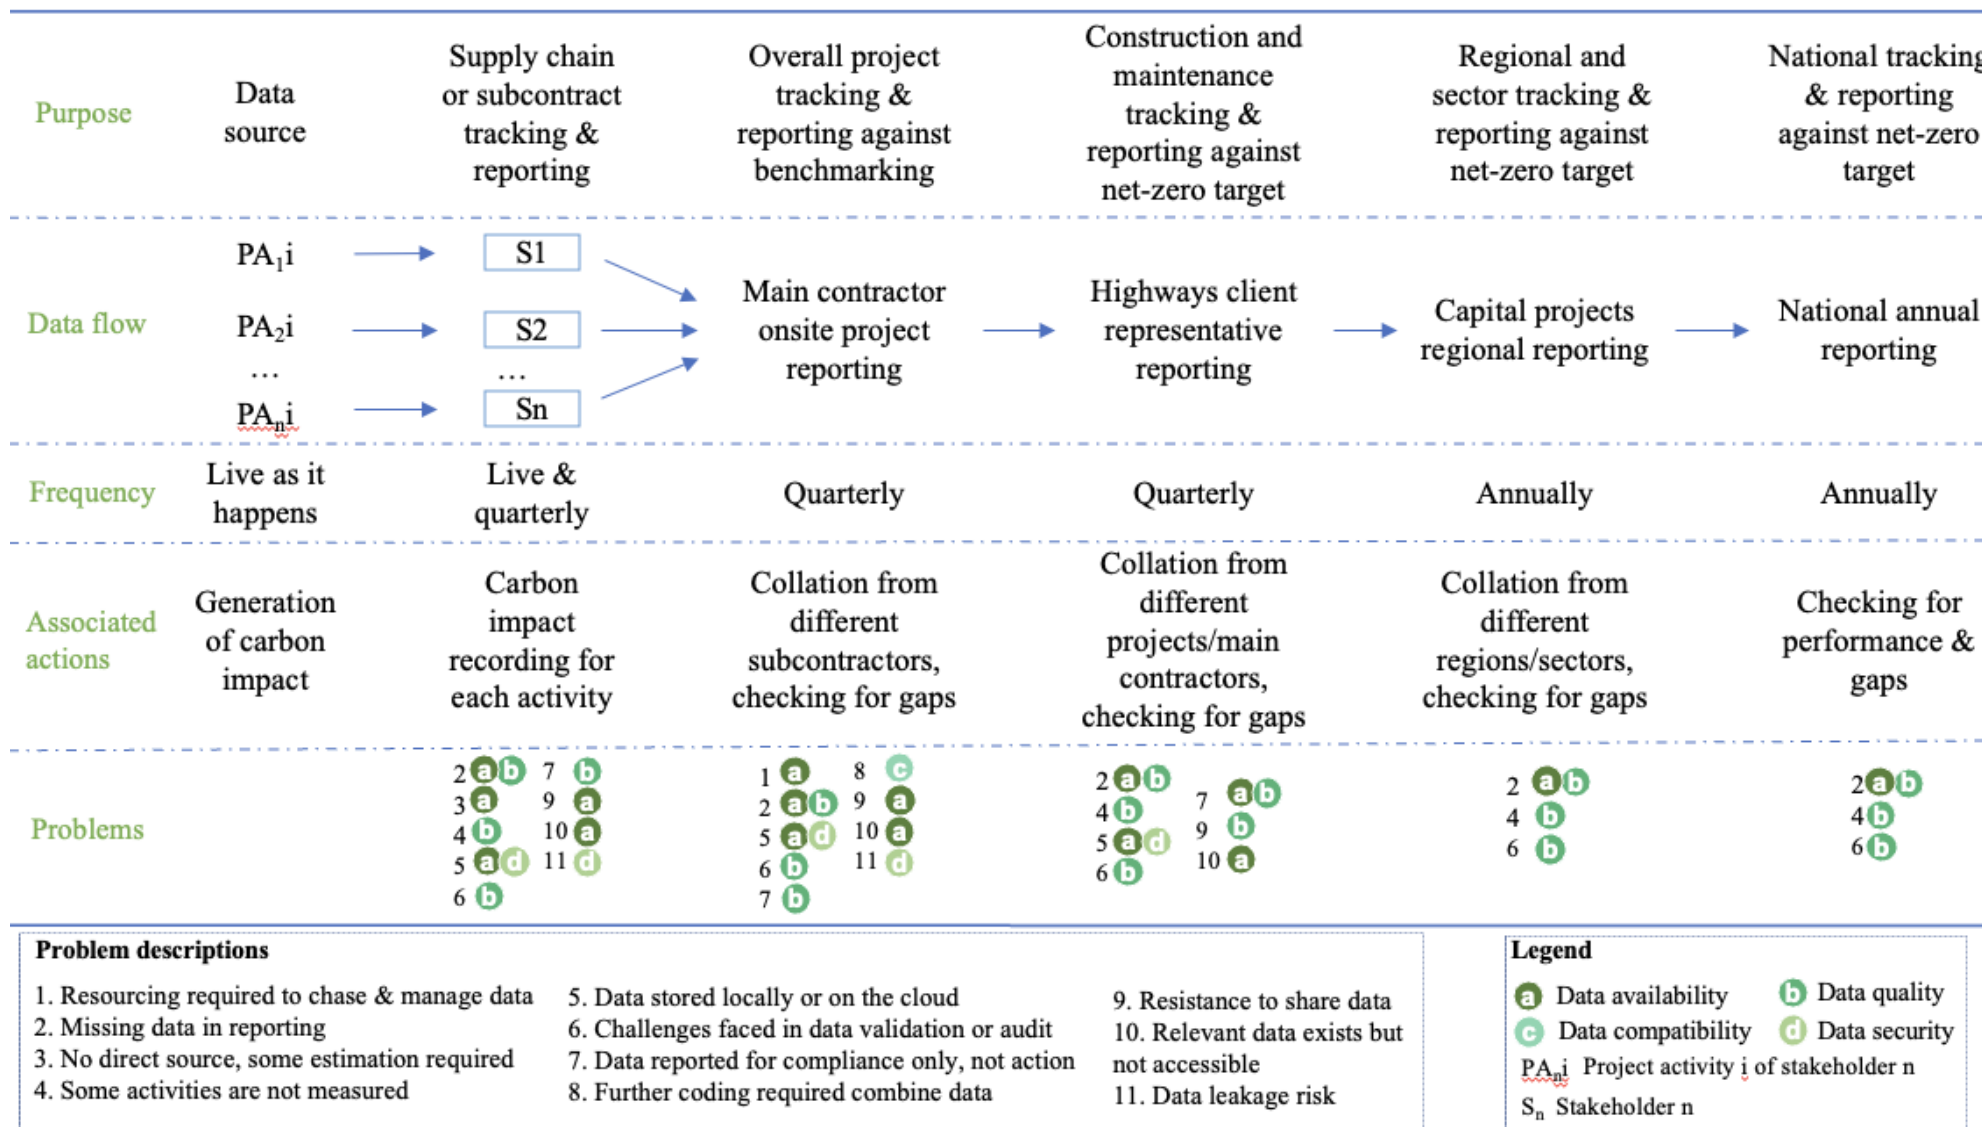 Purpose
Data
source
Supply chain
or subcontract
tracking &
reporting
Overall project
tracking &
reporting against
benchmarking
Construction and
maintenance
tracking &
reporting against
net-zero target
Regional and
sector tracking &
reporting against
net-zero target
National tracking
& reporting
against net-zero
target
Data flow
PA₁i
PA₂i
...
PAₙi
S1
S2
...
Sn
Main contractor
onsite project
reporting
Highways client
representative
reporting
Capital projects
regional reporting
National annual
reporting
Frequency
Live as it
happens
Live &
quarterly
Quarterly
Quarterly
Annually
Annually
Associated
actions
Generation
of carbon
impact
Carbon
impact
recording for
each activity
Collation from
different
subcontractors,
checking for gaps
Collation from
different
projects/main
contractors,
checking for gaps
Collation from
different
regions/sectors,
checking for gaps
Checking for
performance &
gaps
Problems
2 a b
3 a
4 b
5 a d
6 b
7 b
9 a
10 a
11 d
1 a
2 a b
5 a d
6 b
7 b
8 c
9 a
10 a
11 d
2 a b
4 b
5 a d
6 b
7 a b
9 b
10 a
2 a b
4 b
6 b
2 a b
4 b
6 b
Problem descriptions
1. Resourcing required to chase & manage data
2. Missing data in reporting
3. No direct source, some estimation required
4. Some activities are not measured
5. Data stored locally or on the cloud
6. Challenges faced in data validation or audit
7. Data reported for compliance only, not action
8. Further coding required combine data
9. Resistance to share data
10. Relevant data exists but
not accessible
11. Data leakage risk
Legend
a Data availability
b Data quality
c Data compatibility
d Data security
PAₙi Project activity i of stakeholder n
Sₙ Stakeholder n